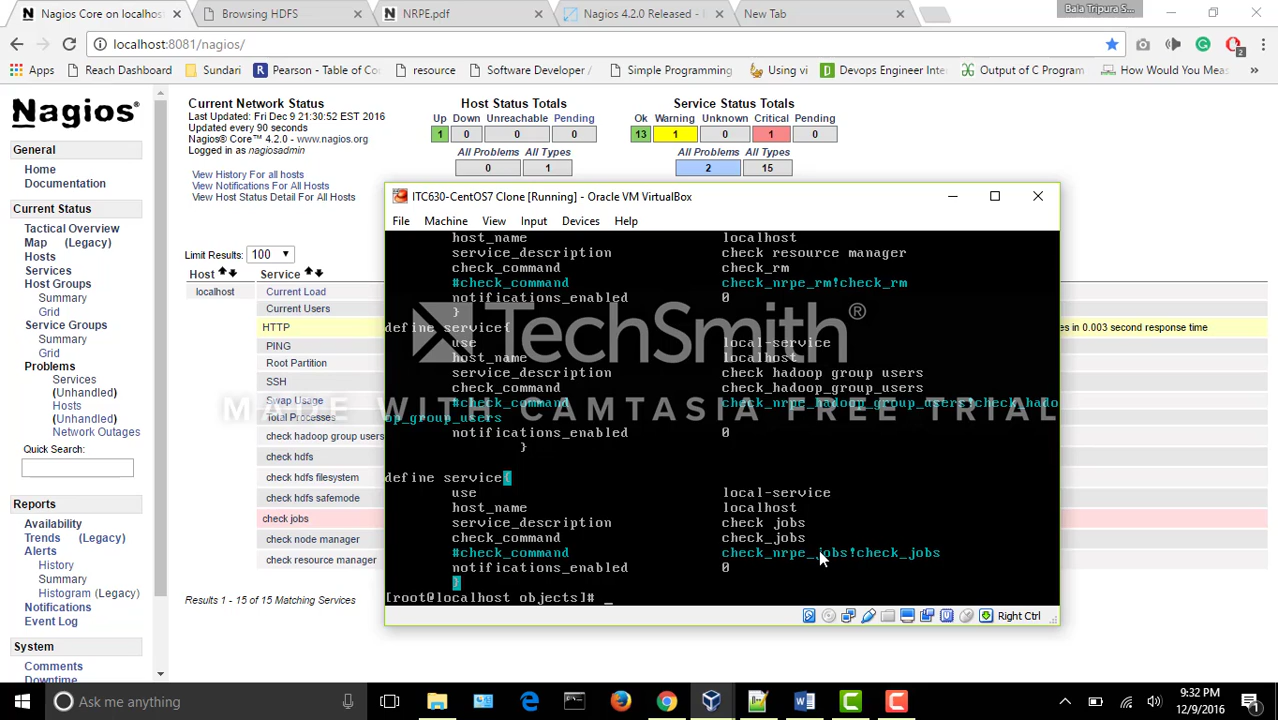 Nagios Core on localhos
Browsing HDFS
NRPE.pdf
Nagios 4.2.0 Released - I
New Tab
Bala Tripura S...
localhost:8081/nagios/
Apps
Reach Dashboard
Sundari
Pearson - Table of Co
resource
Software Developer /
Simple Programming
Using vi
Devops Engineer Inte
Output of C Program
How Would You Meas
»
Nagios®
General
Home
Documentation
Current Status
Tactical Overview
Map (Legacy)
Hosts
Services
Host Groups
Summary
Grid
Service Groups
Summary
Grid
Problems
Services
(Unhandled)
Hosts
(Unhandled)
Network Outages
Quick Search:
Reports
Availability
Trends (Legacy)
Alerts
History
Summary
Histogram (Legacy)
Notifications
Event Log
System
Comments
Downtime
Current Network Status
Last Updated: Fri Dec 9 21:30:52 EST 2016
Updated every 90 seconds
Nagios® Core™ 4.2.0 - www.nagios.org
Logged in as nagiosadmin
View History For all hosts
View Notifications For All Hosts
View Host Status Detail For All Hosts
Host Status Totals
Up Down Unreachable Pending
1 0 0 0
All Problems All Types
0 1
Service Status Totals
Ok Warning Unknown Critical Pending
13 1 0 1 0
All Problems All Types
2 15
Limit Results: 100
Host Service
localhost Current Load
Current Users
HTTP
es in 0.003 second response time
PING
Root Partition
SSH
Swap Usage
Total Processes
check hadoop group users
check hdfs
check hdfs filesystem
check hdfs safemode
check jobs
check node manager
check resource manager
Results 1 - 15 of 15 Matching Services
ITC630-CentOS7 Clone [Running] - Oracle VM VirtualBox
File Machine View Input Devices Help
host_name localhost
service_description check resource manager
check_command check_rm
#check_command check_nrpe_rm!check_rm
notifications_enabled 0
}
define service{
use local-service
host_name localhost
service_description check hadoop group users
check_command check_hadoop_group_users
#check_command check_nrpe_hadoop_group_users!check_hado
op_group_users
notifications_enabled 0
}
define service{
use local-service
host_name localhost
service_description check jobs
check_command check_jobs
#check_command check_nrpe_jobs!check_jobs
notifications_enabled 0
}
[root@localhost objects]# _
Right Ctrl
TechSmith®
MADE WITH CAMTASIA FREE TRIAL
Ask me anything
9:32 PM
12/9/2016